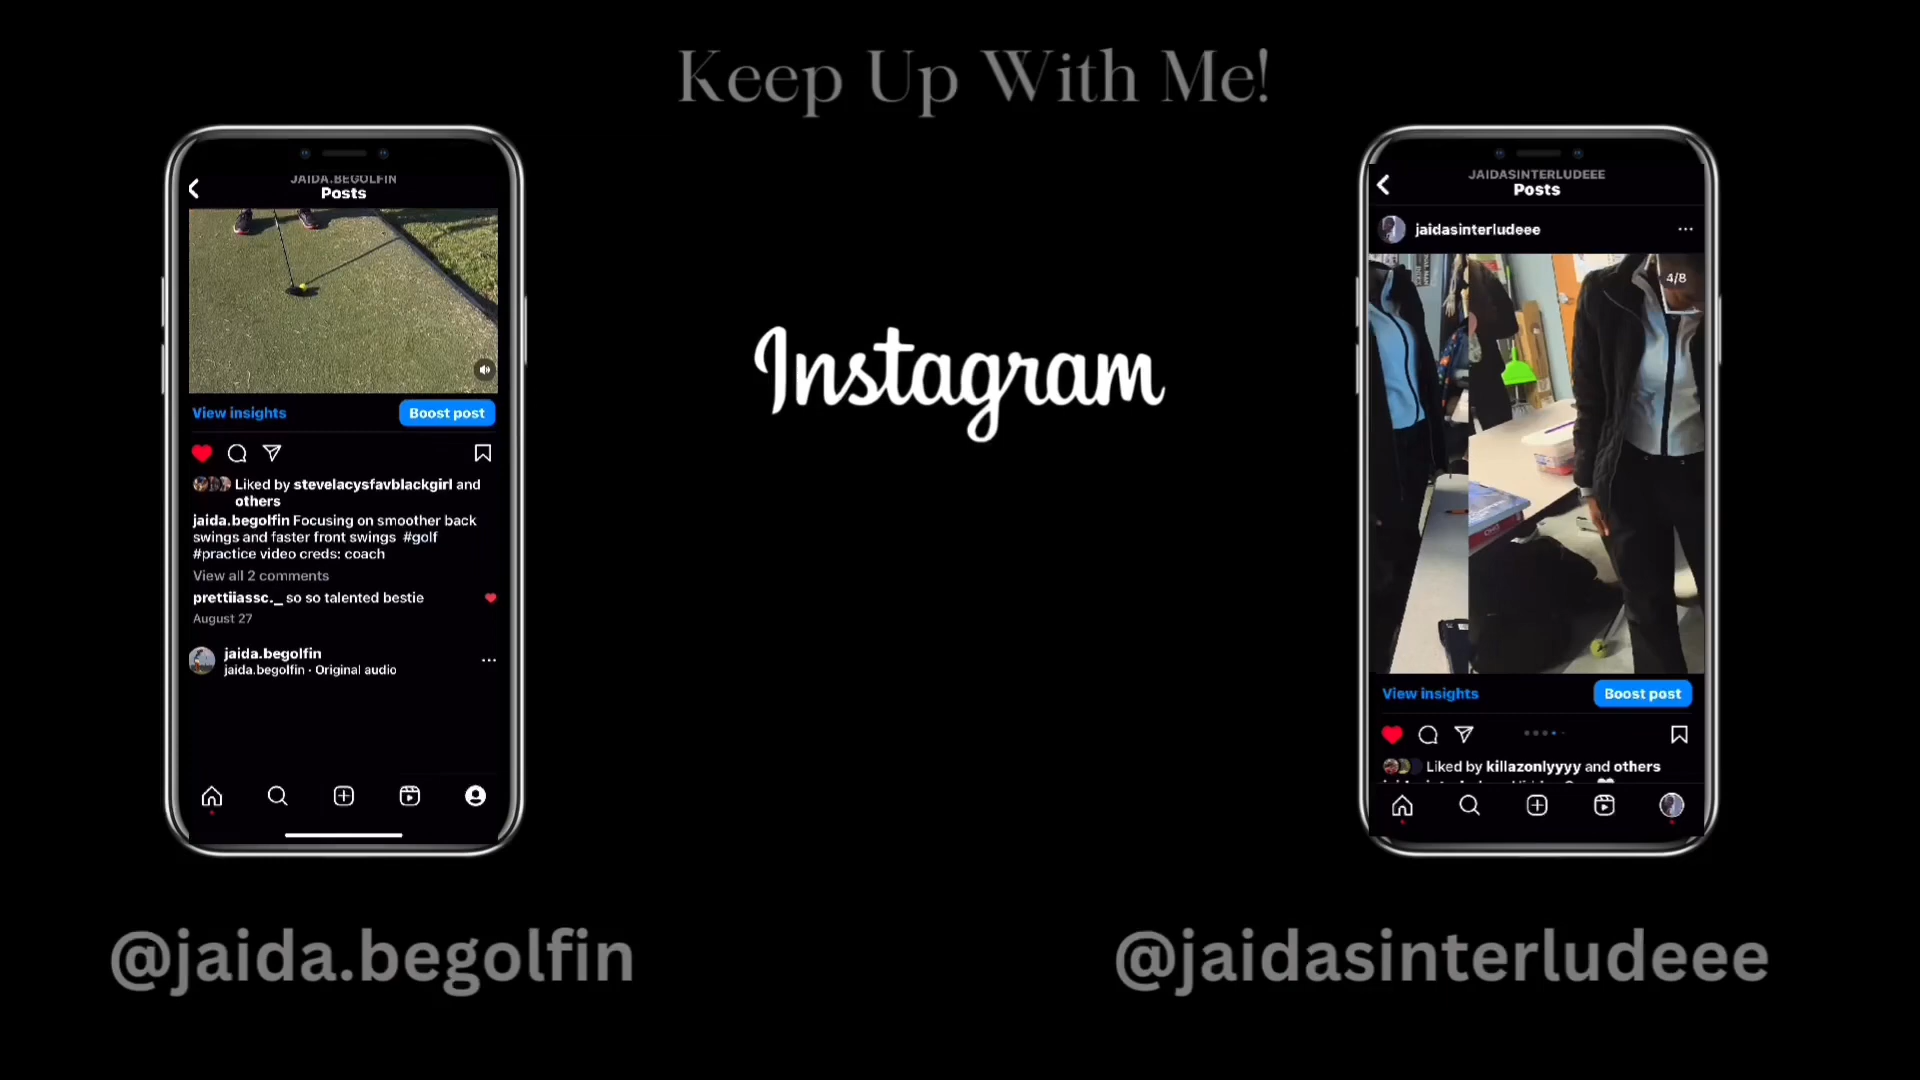 Keep Up With Me!
JAIDA.BEGOLFIN
Posts
View insights
Boost post
Liked by stevelacysfavblackgirl and
others
jaida.begolfin Focusing on smoother back
swings and faster front swings #golf
#practice video creds: coach
View all 2 comments
prettiiassc._ so so talented bestie
August 27
jaida.begolfin
jaida.begolfin · Original audio
@jaida.begolfin
Instagram
JAIDASINTERLUDEEE
Posts
jaidasinterludeee
4/8
View insights
Boost post
Liked by killazonlyyyy and others
@jaidasinterludeee